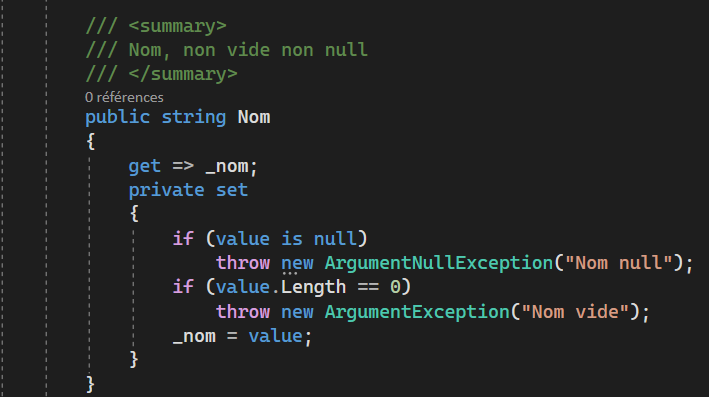 /// <summary>
/// Nom, non vide non null
/// </summary>
0 références
public string Nom
{
get => _nom;
private set
{
if (value is null)
throw new ArgumentNullException("Nom null");
if (value.Length == 0)
throw new ArgumentException("Nom vide");
_nom = value;
}
}